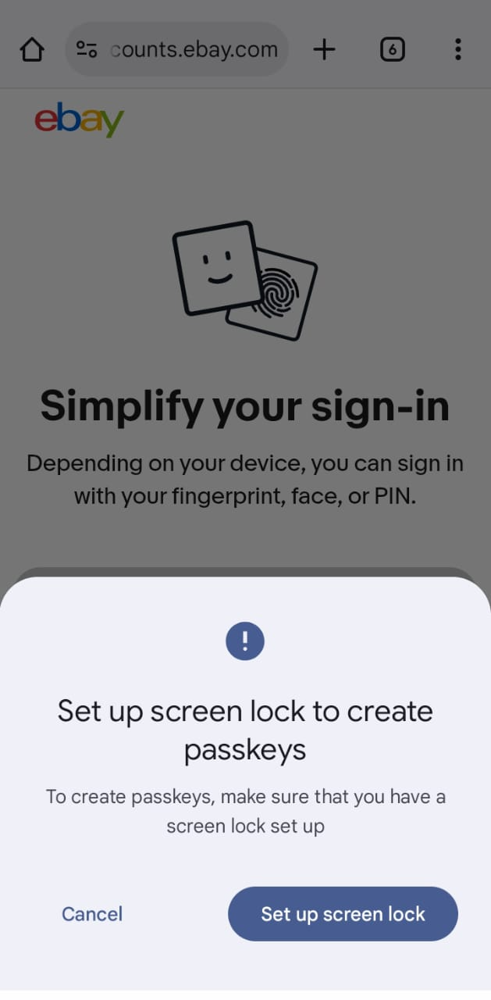 counts.ebay.com
6
ebay
Simplify your sign-in
Depending on your device, you can sign in
with your fingerprint, face, or PIN.
Set up screen lock to create
passkeys
To create passkeys, make sure that you have a
screen lock set up
Cancel
Set up screen lock